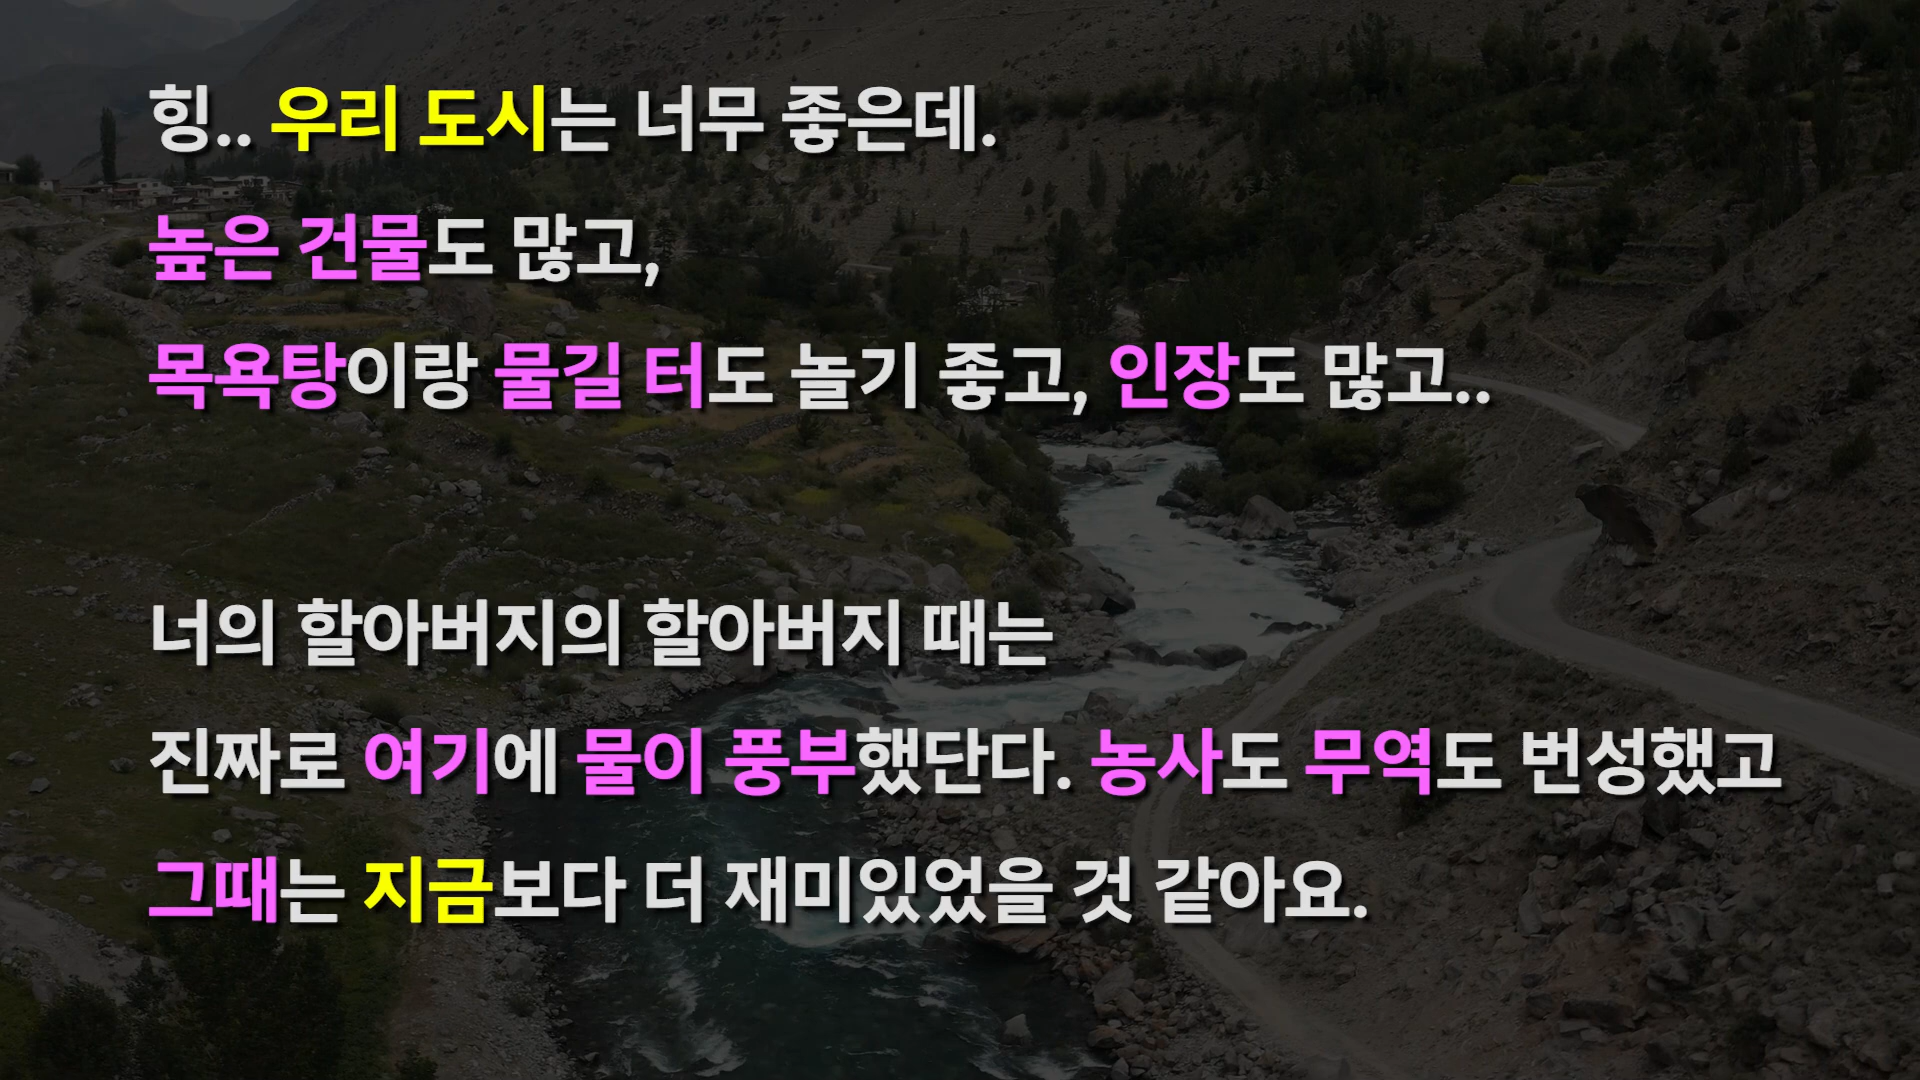 힝.. 우리 도시는 너무 좋은데.
높은 건물도 많고,
목욕탕이랑 물길 터도 놀기 좋고, 인장도 많고..
너의 할아버지의 할아버지 때는
진짜로 여기에 물이 풍부했단다. 농사도 무역도 번성했고
그때는 지금보다 더 재미있었을 것 같아요.